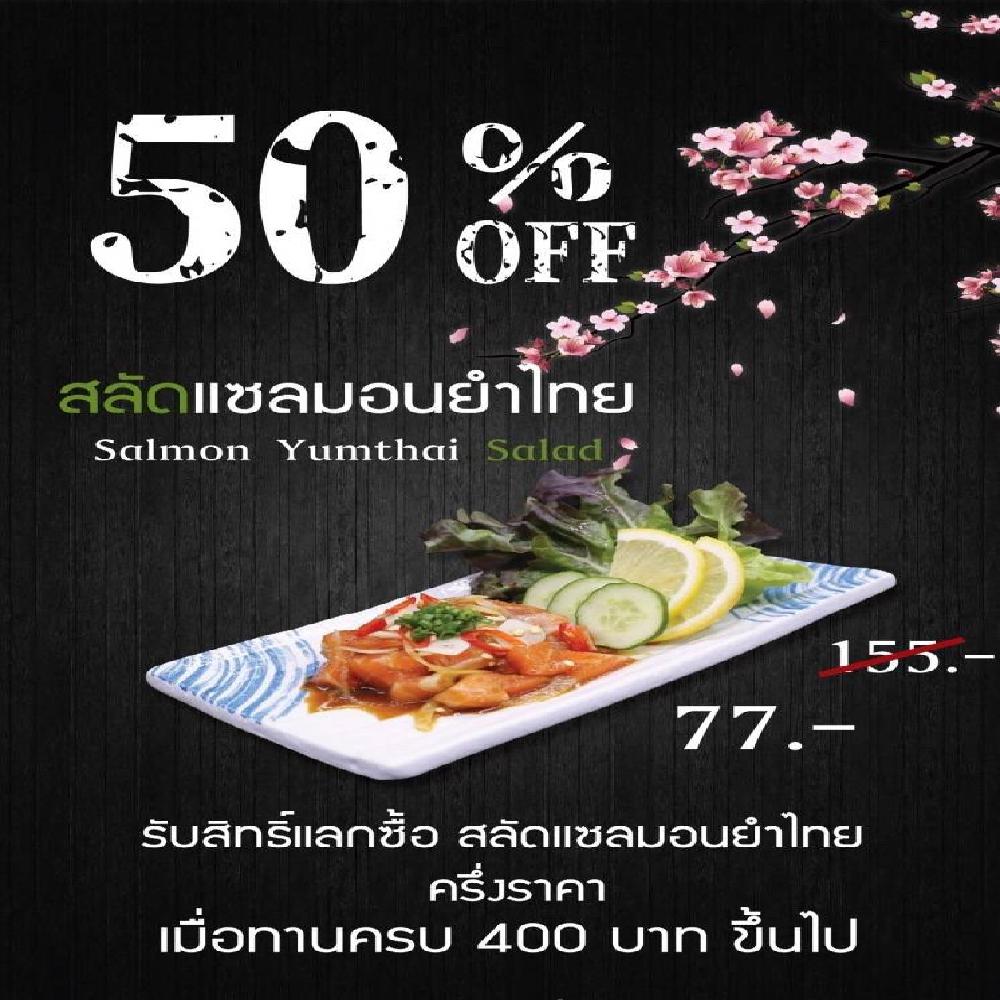 50 %
OFF
สลัดแซลมอนยำไทย
Salmon Yumthai Salad
155.-
77.-
รับสิทธิ์แลกซื้อ สลัดแซลมอนยำไทย
ครึ่งราคา
เมื่อทานครบ 400 บาท ขึ้นไป